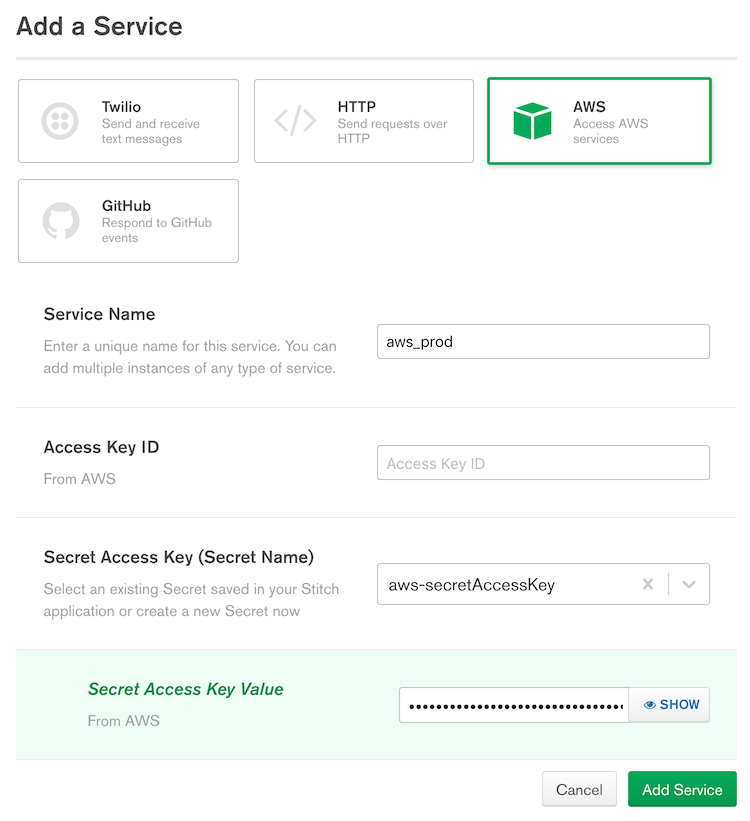 Add a Service
Twilio
Send and receive
text messages
HTTP
Send requests over
HTTP
AWS
Access AWS
services
GitHub
Respond to GitHub
events
Service Name
Enter a unique name for this service. You can
add multiple instances of any type of service.
aws_prod
Access Key ID
From AWS
Access Key ID
Secret Access Key (Secret Name)
Select an existing Secret saved in your Stitch
application or create a new Secret now
aws-secretAccessKey
Secret Access Key Value
From AWS
SHOW
Cancel
Add Service